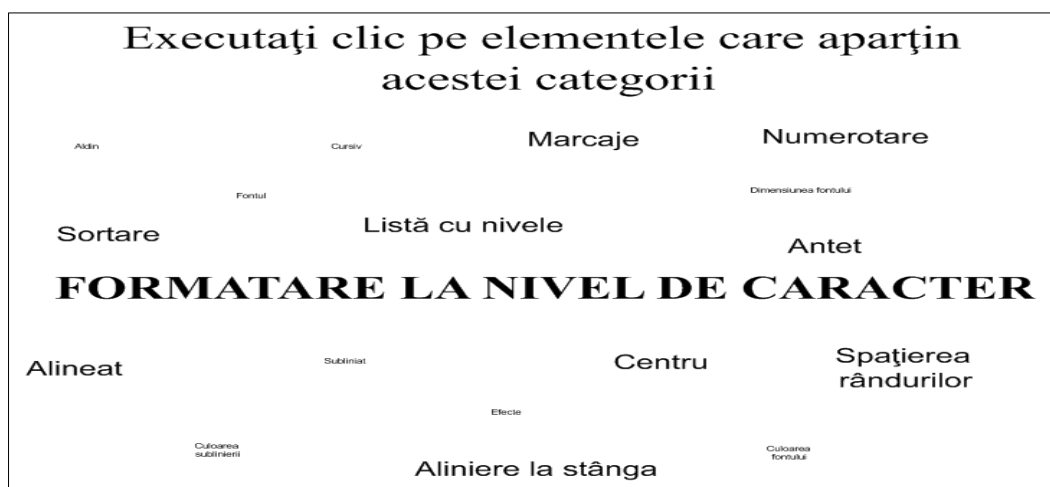 Executaţi clic pe elementele care aparţin
acestei categorii
Aldin
Cursiv
Marcaje
Numerotare
Fontul
Dimensiunea fontului
Sortare
Listă cu nivele
Antet
FORMATARE LA NIVEL DE CARACTER
Alineat
Subliniat
Centru
Spaţierea
rândurilor
Efecte
Culoarea
sublinierii
Aliniere la stânga
Culoarea
fontului